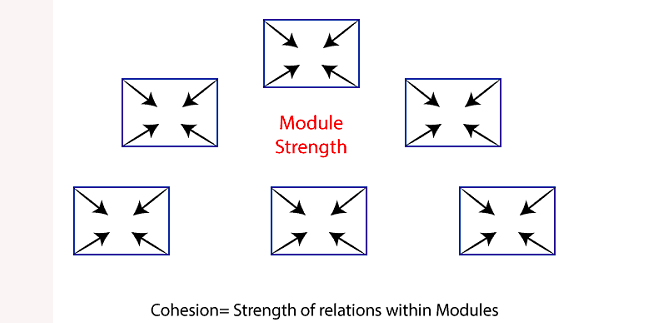 Module
Strength
Cohesion= Strength of relations within Modules